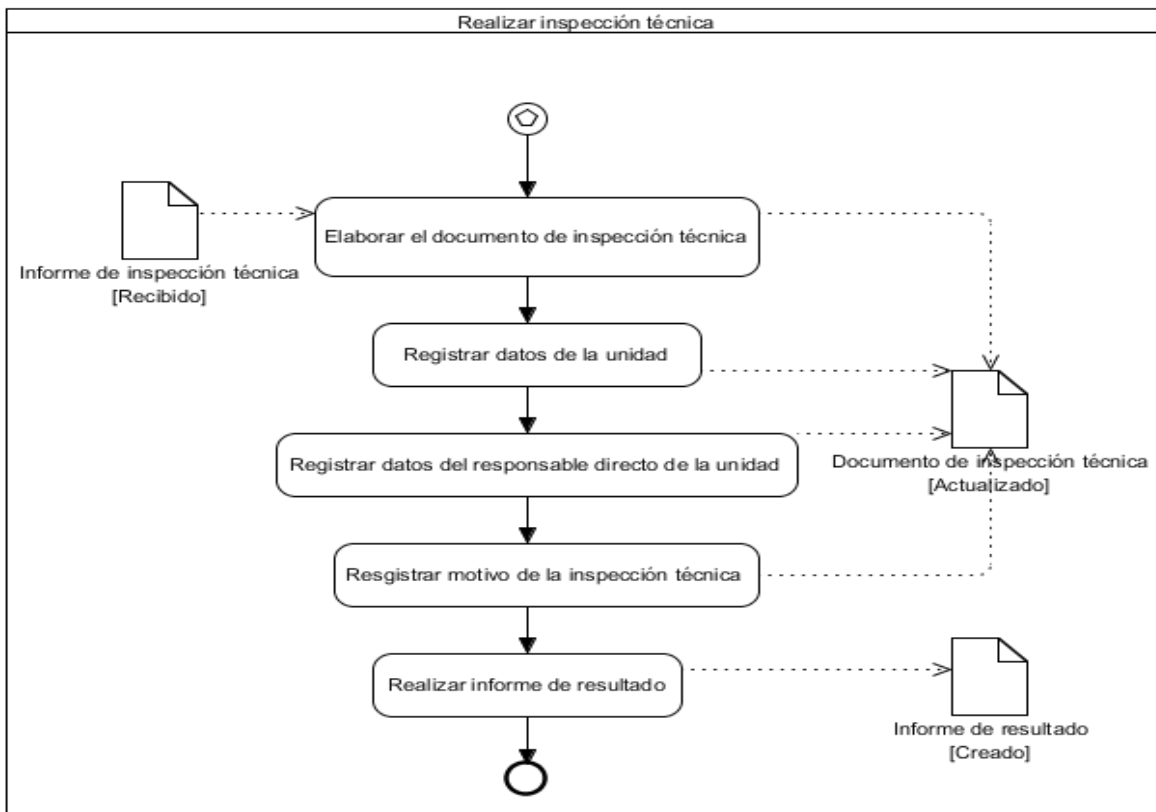 Realizar inspección técnica
Elaborar el documento de inspección técnica
Informe de inspección técnica
[Recibido]
Registrar datos de la unidad
Registrar datos del responsable directo de la unidad
Documento de inspección técnica
[Actualizado]
Resgistrar motivo de la inspección técnica
Realizar informe de resultado
Informe de resultado
[Creado]